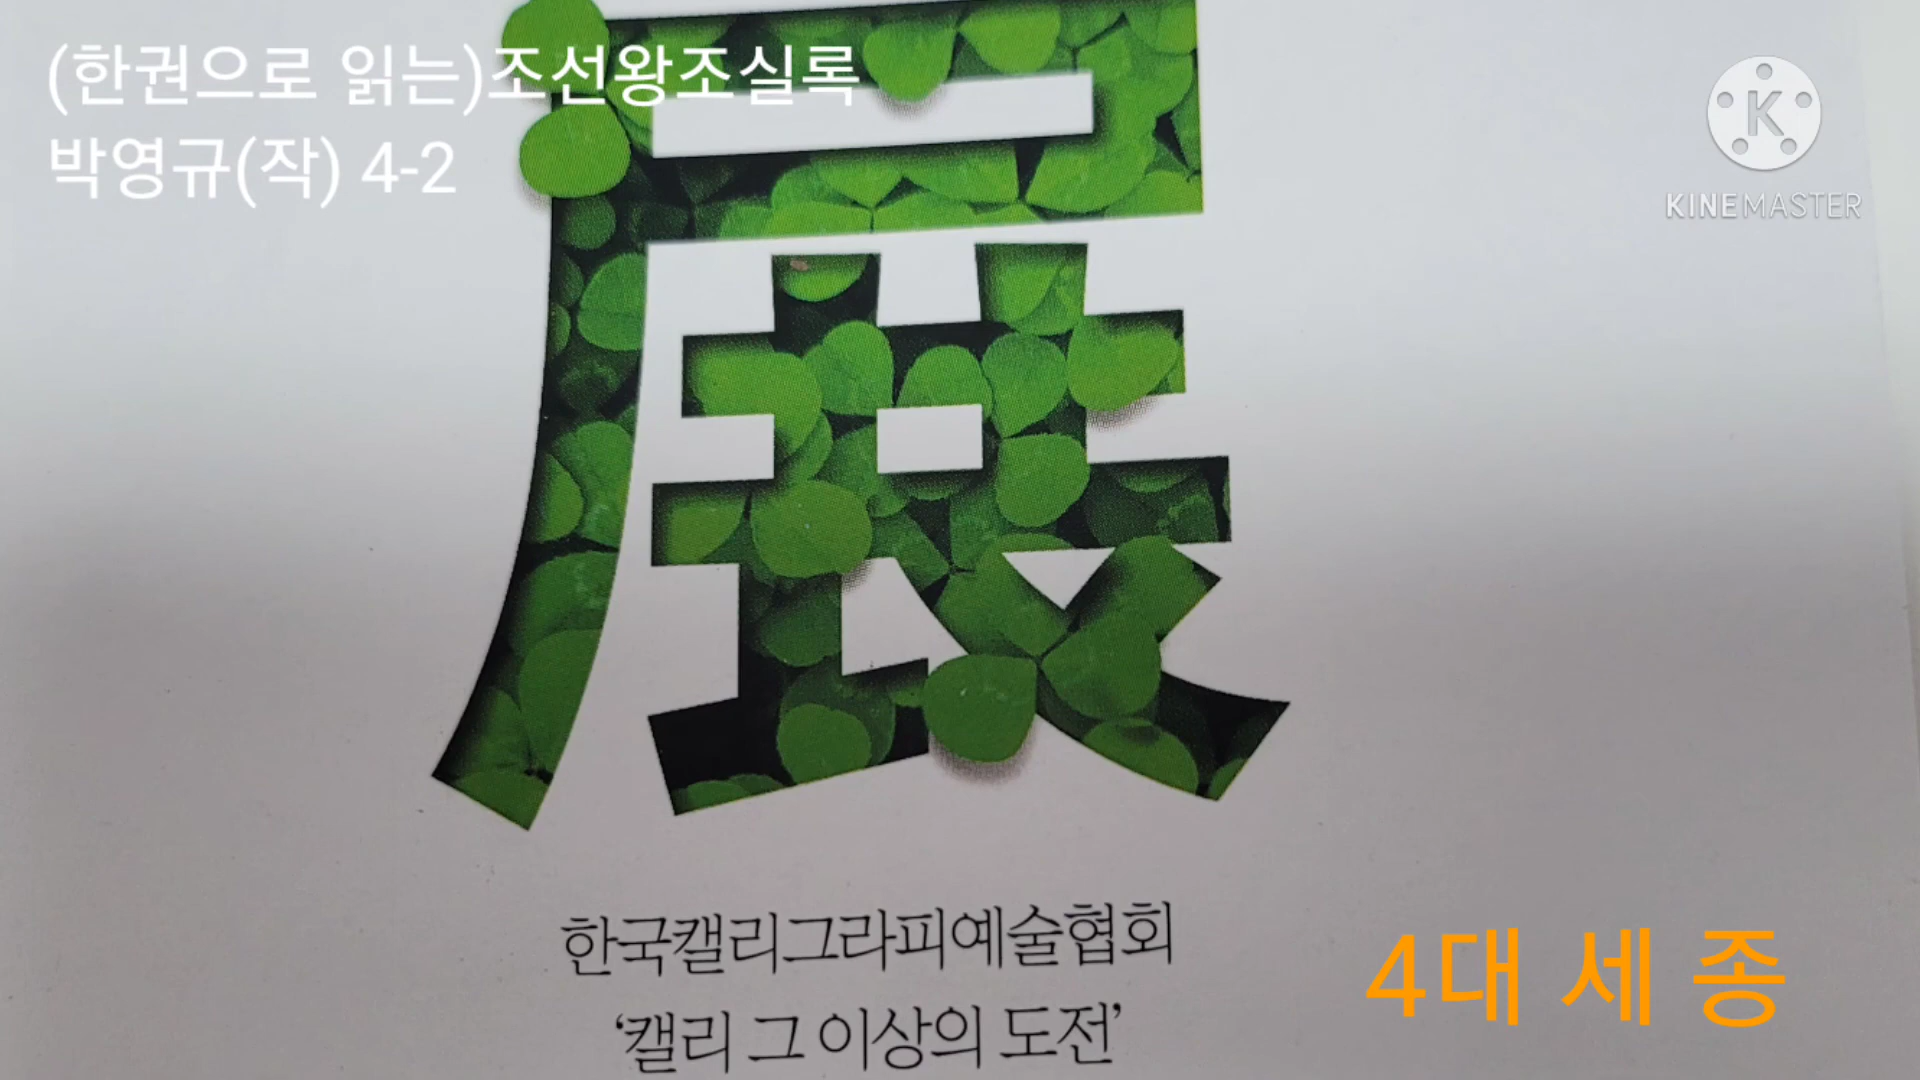 (한권으로 읽는)조선왕조실록
박영규(작) 4-2
K
KINEMASTER
展
한국캘리그라피예술협회
‘캘리 그 이상의 도전’
4대 세 종